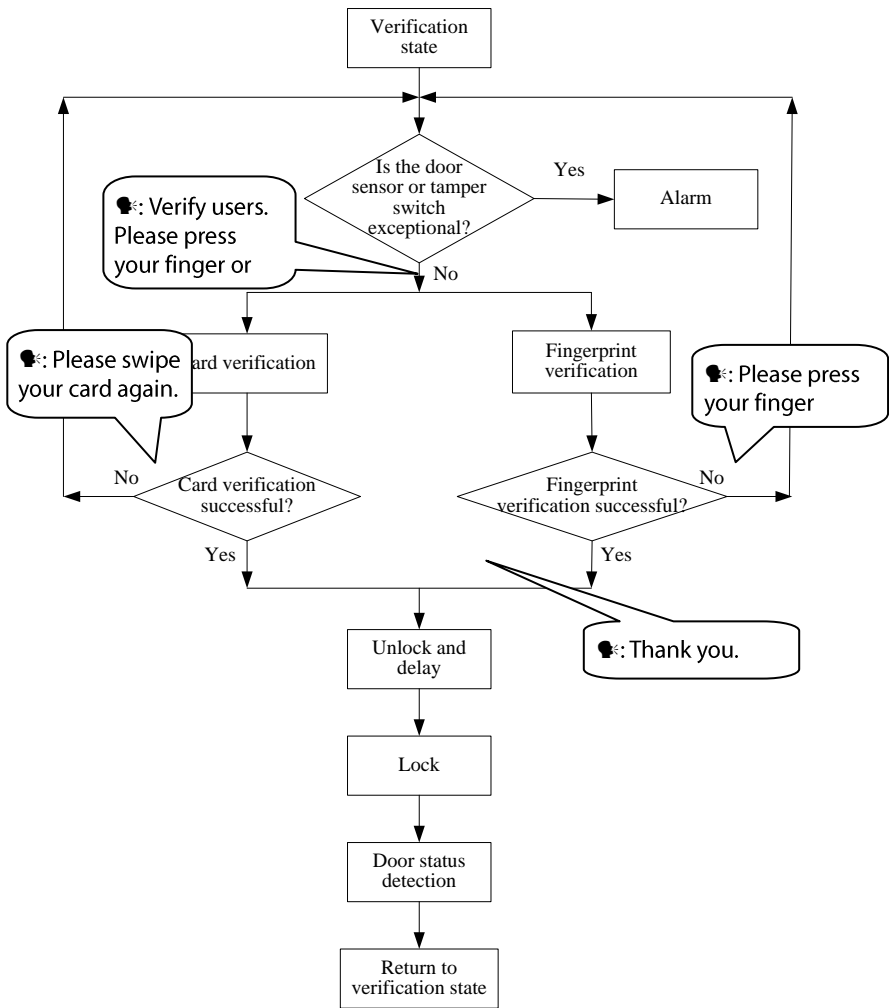 Verification
state
Is the door
sensor or tamper
switch
exceptional?
Yes
Alarm
🗣: Verify users.
Please press
your finger or
No
🗣: Please swipe
your card again.
ard verification
Fingerprint
verification
🗣: Please press
your finger
No
Card verification
successful?
Fingerprint
verification successful?
No
Yes
Yes
🗣: Thank you.
Unlock and
delay
Lock
Door status
detection
Return to
verification state